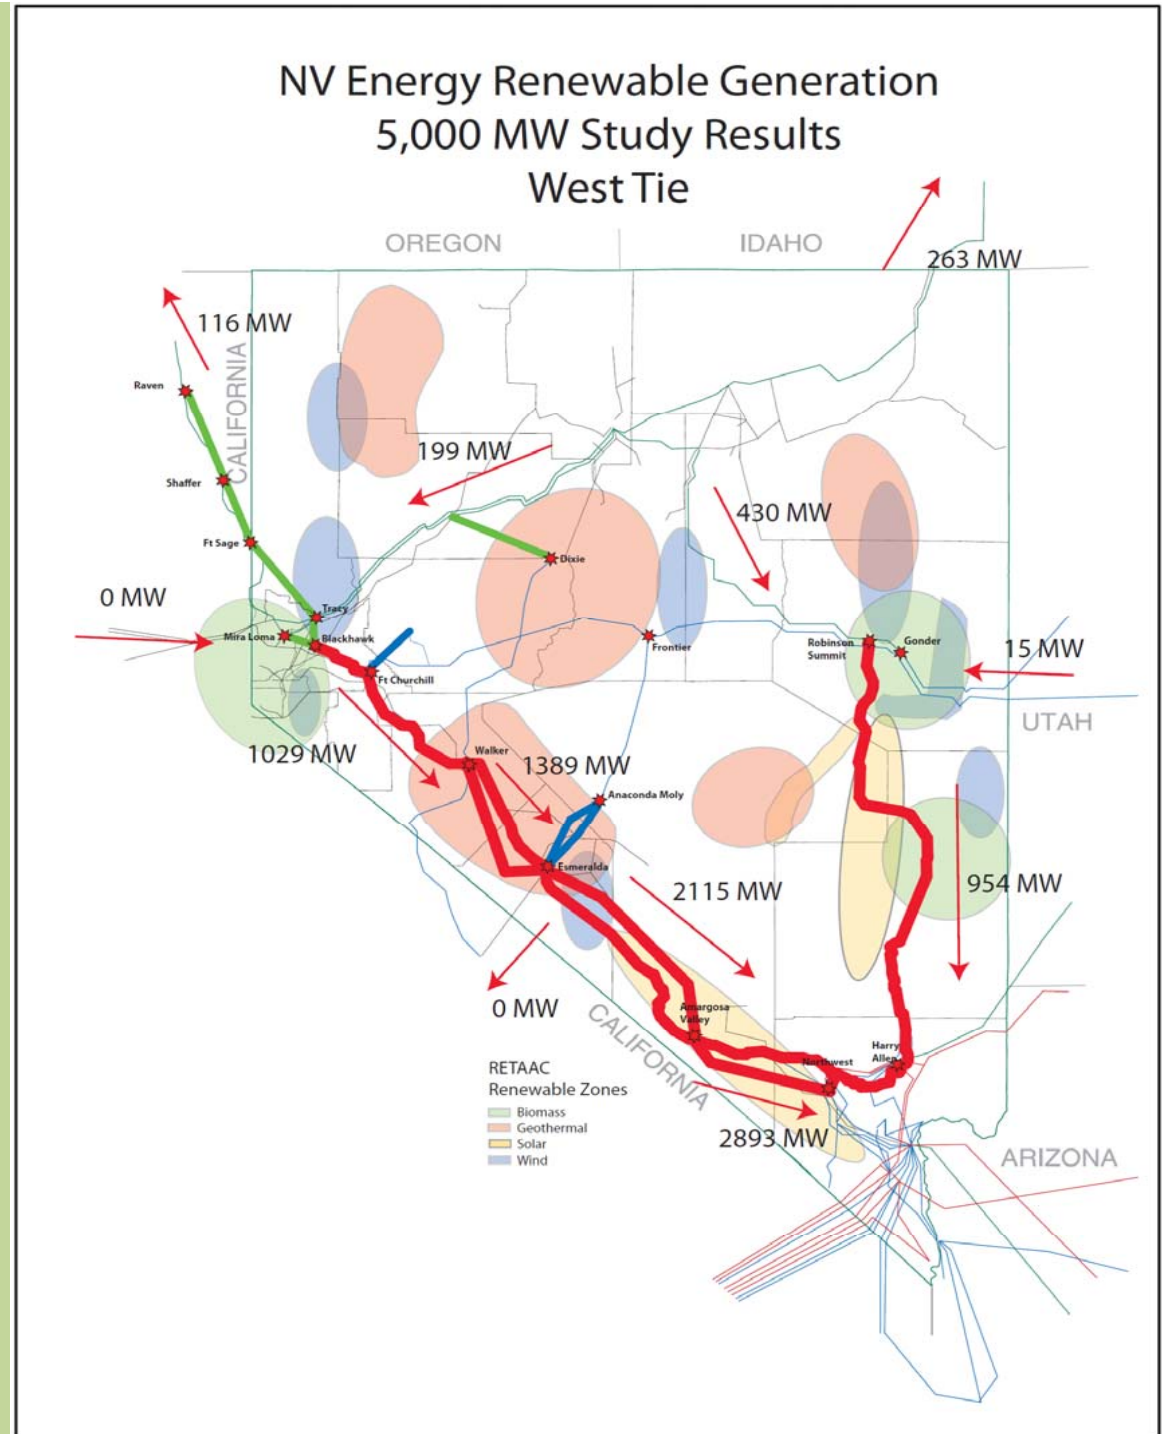 NV Energy Renewable Generation
5,000 MW Study Results
West Tie
OREGON
IDAHO
263 MW
116 MW
CALIFORNIA
Raven
199 MW
Shaffer
430 MW
Ft Sage
Dixie
0 MW
Tracy
Mira Loma
Blackhawk
Frontier
Robinson
Summit
Gonder
15 MW
Ft Churchill
UTAH
1029 MW
Walker
1389 MW
Anaconda Moly
Esmeralda
2115 MW
954 MW
0 MW
Amargosa
Valley
CALIFORNIA
Harry
Allen
Northwest
RETAAC
Renewable Zones
Biomass
Geothermal
Solar
Wind
2893 MW
ARIZONA